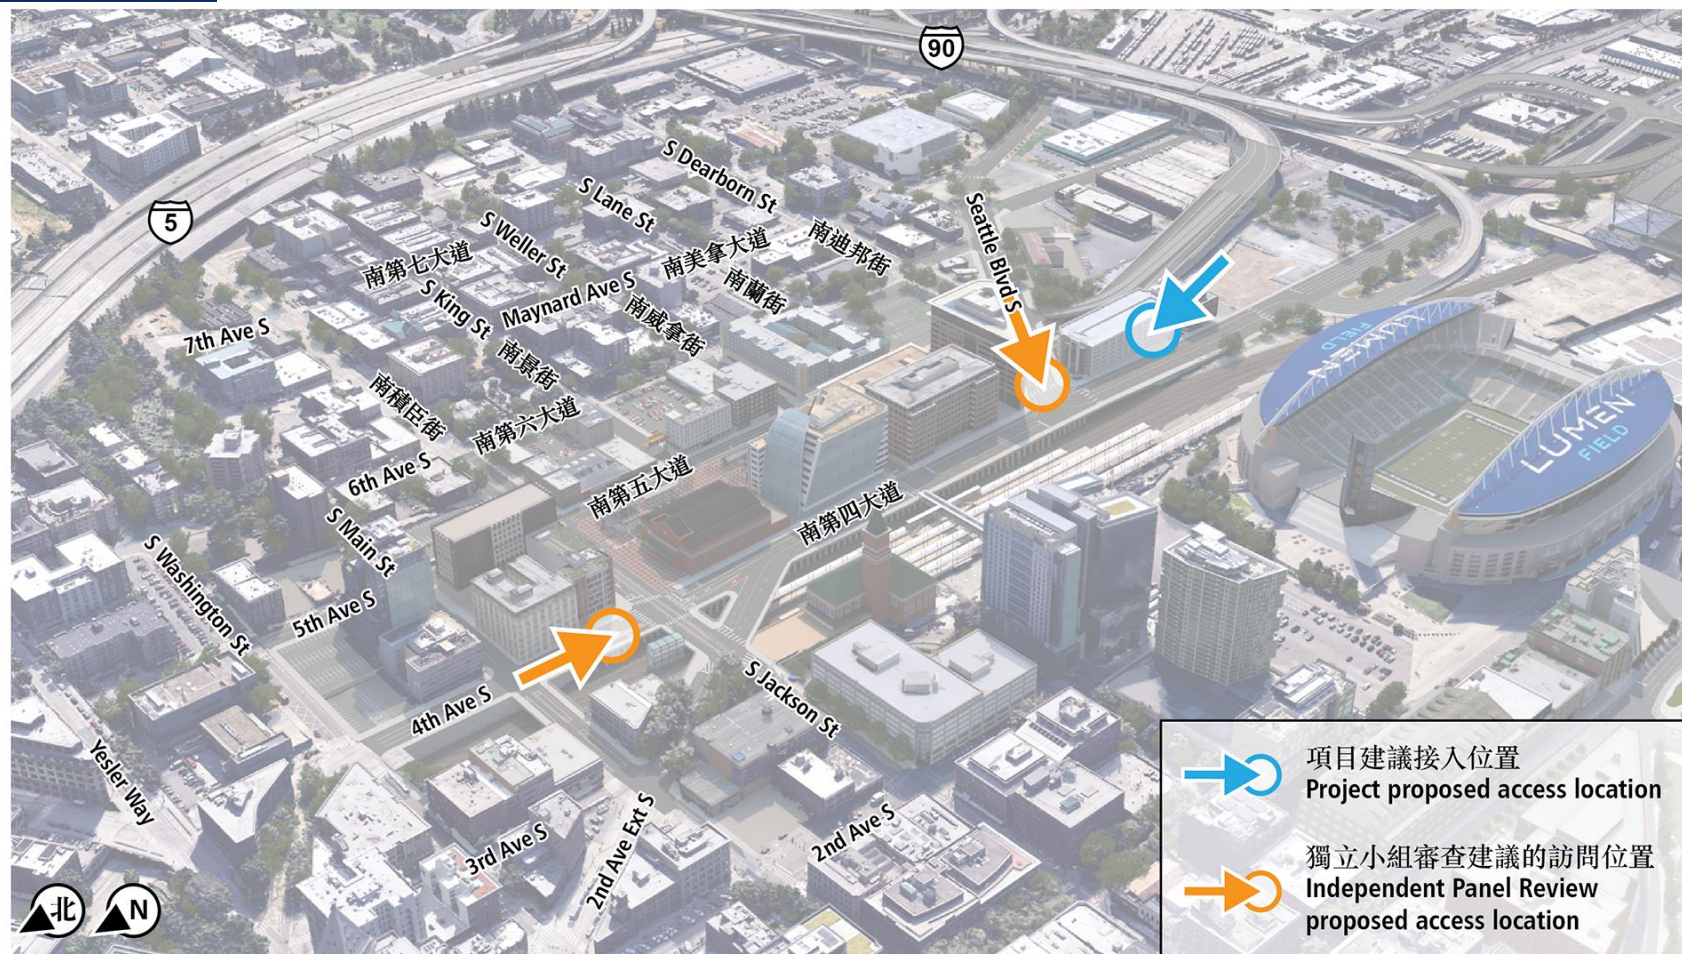 90
5
S Dearborn St
S Lane St
S Weller St
南迪邦街
南美拿大道
南蘭街
南第七大道
Seattle Blvd S
S King St
Maynard Ave S
南威拿街
7th Ave S
南景街
南積臣街
南第六大道
6th Ave S
南第五大道
南第四大道
S Main St
S Washington St
5th Ave S
4th Ave S
S Jackson St
Yesler Way
3rd Ave S
2nd Ave Ext S
2nd Ave S
LUMEN
FIELD
LUMEN
FIELD
北
N
項目建議接入位置
Project proposed access location
獨立小組審查建議的訪問位置
Independent Panel Review
proposed access location